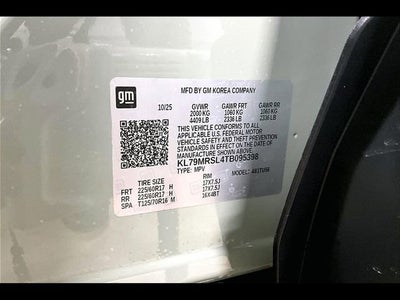 gm
MFD BY GM KOREA COMPANY
10/25 GVWR GAWR FRT GAWR RR
2000 KG 1060 KG 1060 KG
4409 LB 2336 LB 2336 LB
THIS VEHICLE CONFORMS TO ALL
APPLICABLE U.S. FEDERAL MOTOR
VEHICLE SAFETY AND THEFT PREVENTION
STANDARDS IN EFFECT ON THE DATE OF
MANUFACTURE SHOWN ABOVE.
KL79MRSL4TB095398
TYPE: MPV
TIRE SIZE RIM
FRT 225/60R17 H 17X7.5J
RR 225/60R17 H 17X7.5J
SPA T125/70R16 M 16X4BT